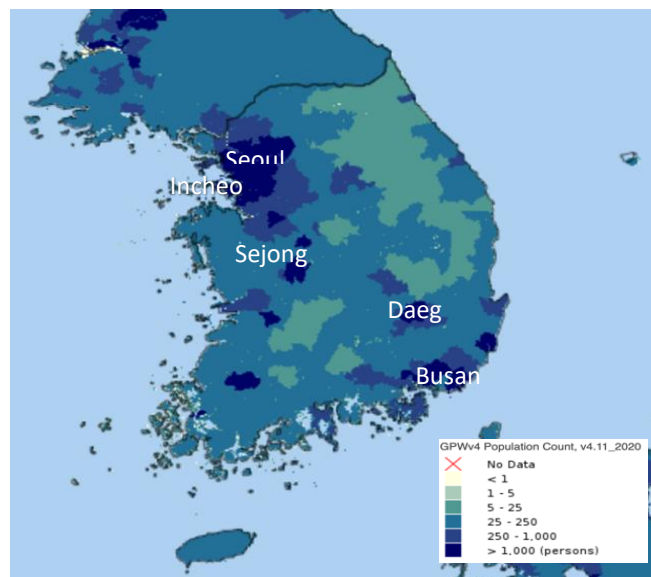 Seoul
Incheo
Sejong
Daeg
Busan
GPWv4 Population Count, v4.11_2020
No Data
< 1
1 - 5
5 - 25
25 - 250
250 - 1,000
> 1,000 (persons)